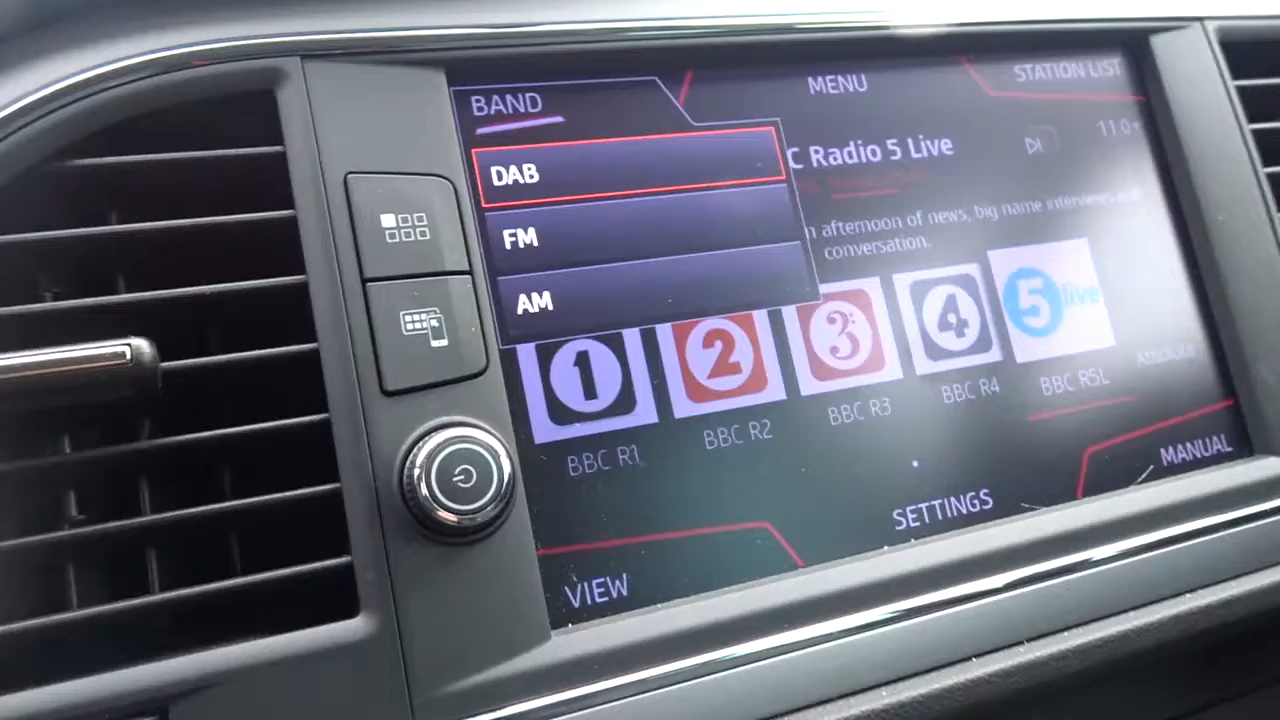 BAND
MENU
STATION LIST
DAB
FM
AM
C Radio 5 Live
afternoon of news, big name interviews
conversation.
1
2
3
4
5 live
BBC R1
BBC R2
BBC R3
BBC R4
BBC R5L
Absolute
VIEW
SETTINGS
MANUAL